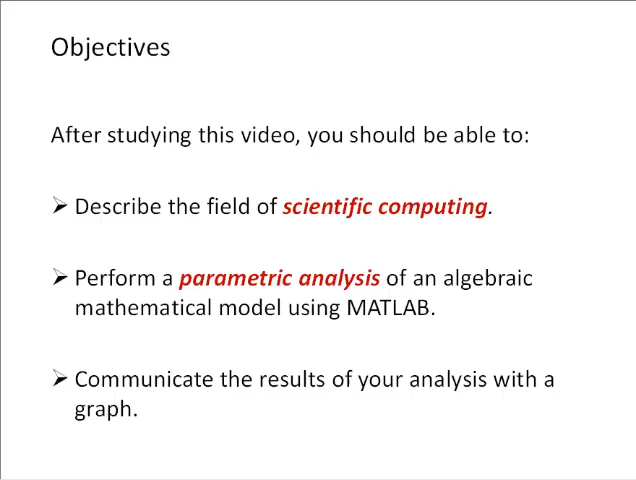 Objectives
After studying this video, you should be able to:
➢ Describe the field of scientific computing.
➢ Perform a parametric analysis of an algebraic
mathematical model using MATLAB.
➢ Communicate the results of your analysis with a
graph.